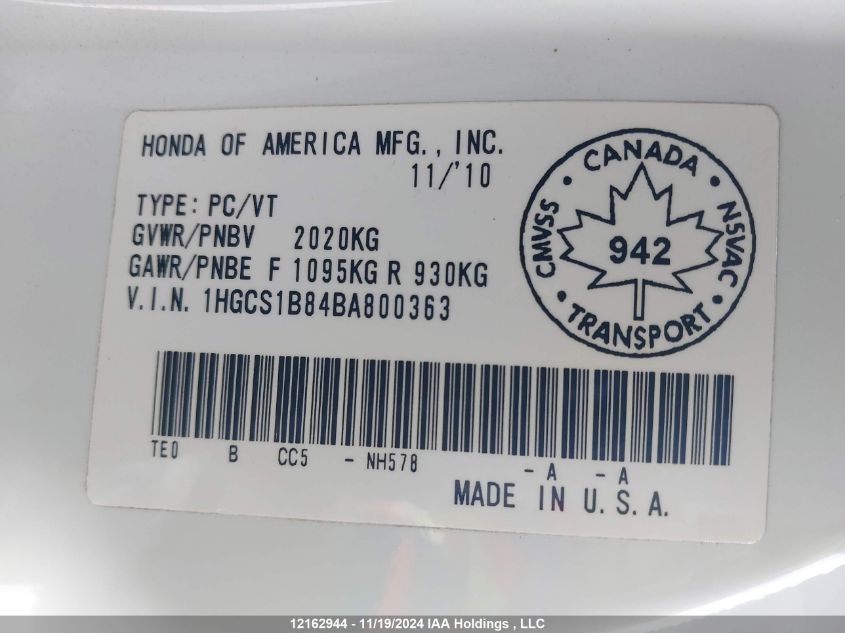 HONDA OF AMERICA MFG., INC.
11/'10
TYPE: PC/VT
GVWR/PNBV 2020KG
GAWR/PNBE F 1095KG R 930KG
V.I.N. 1HGCS1B84BA800363
CANADA
CMVSS
NSVAC
942
TRANSPORT
TE0 B CC5 - NH578 - A - A
MADE IN U.S.A.
12162944 - 11/19/2024 IAA Holdings , LLC